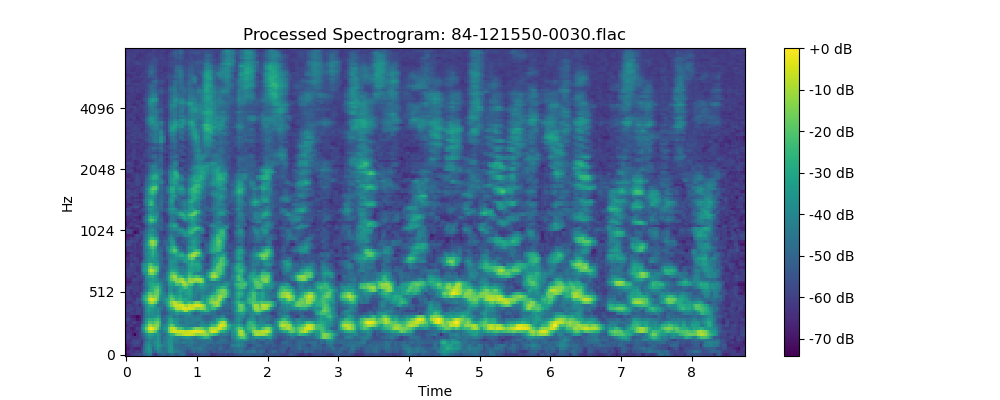 Processed Spectrogram: 84-121550-0030.flac
Hz
4096
2048
1024
512
0
0 1 2 3 4 5 6 7 8
Time
+0 dB
-10 dB
-20 dB
-30 dB
-40 dB
-50 dB
-60 dB
-70 dB